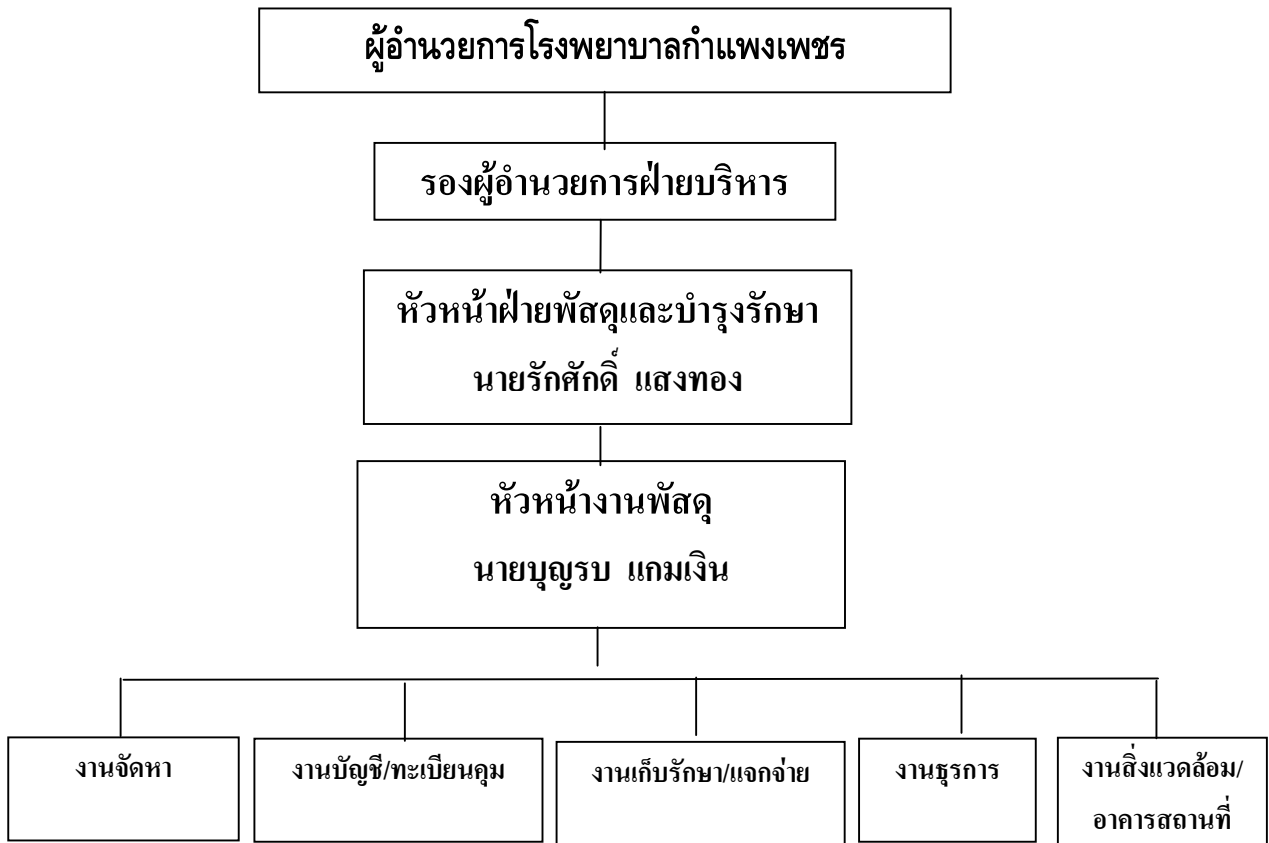 ผู้อำนวยการโรงพยาบาลกำแพงเพชร
รองผู้อำนวยการฝ่ายบริหาร
หัวหน้าฝ่ายพัสดุและบำรุงรักษา
นายรักศักดิ์ แสงทอง
หัวหน้างานพัสดุ
นายบุญรบ แกมเงิน
งานจัดหา
งานบัญชี/ทะเบียนคุม
งานเก็บรักษา/แจกจ่าย
งานธุรการ
งานสิ่งแวดล้อม/
อาคารสถานที่